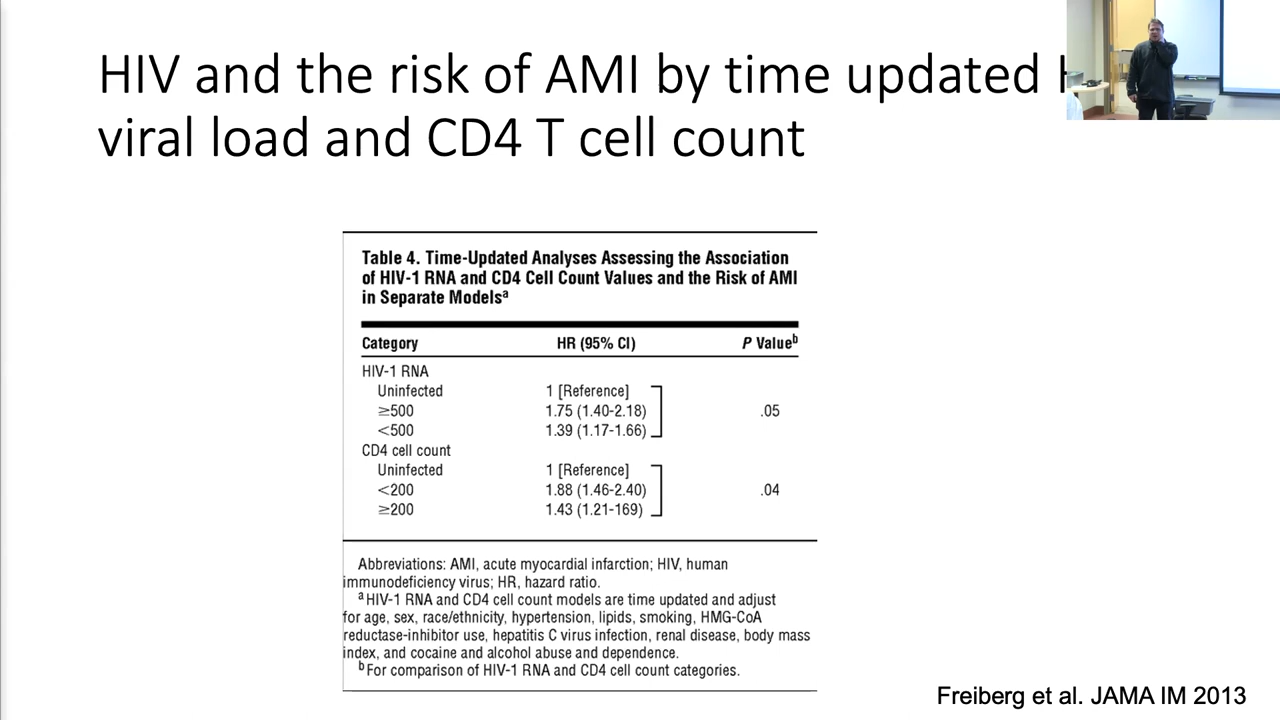 HIV and the risk of AMI by time updated
viral load and CD4 T cell count
Table 4. Time-Updated Analyses Assessing the Association
of HIV-1 RNA and CD4 Cell Count Values and the Risk of AMI
in Separate Modelsᵃ
Category HR (95% CI) P Valueᵇ
HIV-1 RNA
Uninfected 1 [Reference]
≥500 1.75 (1.40-2.18) .05
<500 1.39 (1.17-1.66)
CD4 cell count
Uninfected 1 [Reference]
<200 1.88 (1.46-2.40) .04
≥200 1.43 (1.21-169)
Abbreviations: AMI, acute myocardial infarction; HIV, human
immunodeficiency virus; HR, hazard ratio.
ᵃHIV-1 RNA and CD4 cell count models are time updated and adjust
for age, sex, race/ethnicity, hypertension, lipids, smoking, HMG-CoA
reductase-inhibitor use, hepatitis C virus infection, renal disease, body mass
index, and cocaine and alcohol abuse and dependence.
ᵇFor comparison of HIV-1 RNA and CD4 cell count categories.
Freiberg et al. JAMA IM 2013